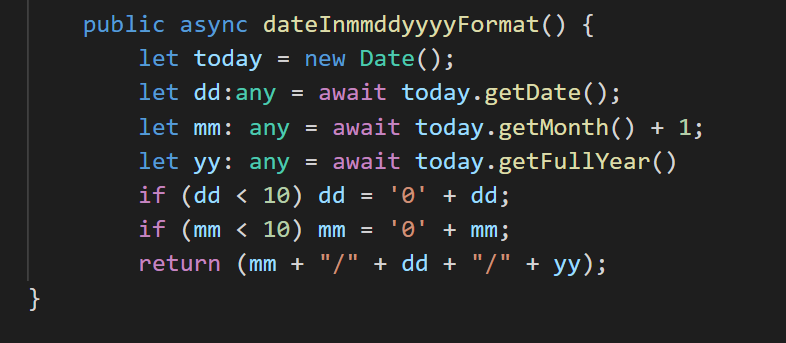 public async dateInmmddyyyyFormat() {
let today = new Date();
let dd:any = await today.getDate();
let mm: any = await today.getMonth() + 1;
let yy: any = await today.getFullYear()
if (dd < 10) dd = '0' + dd;
if (mm < 10) mm = '0' + mm;
return (mm + "/" + dd + "/" + yy);
}